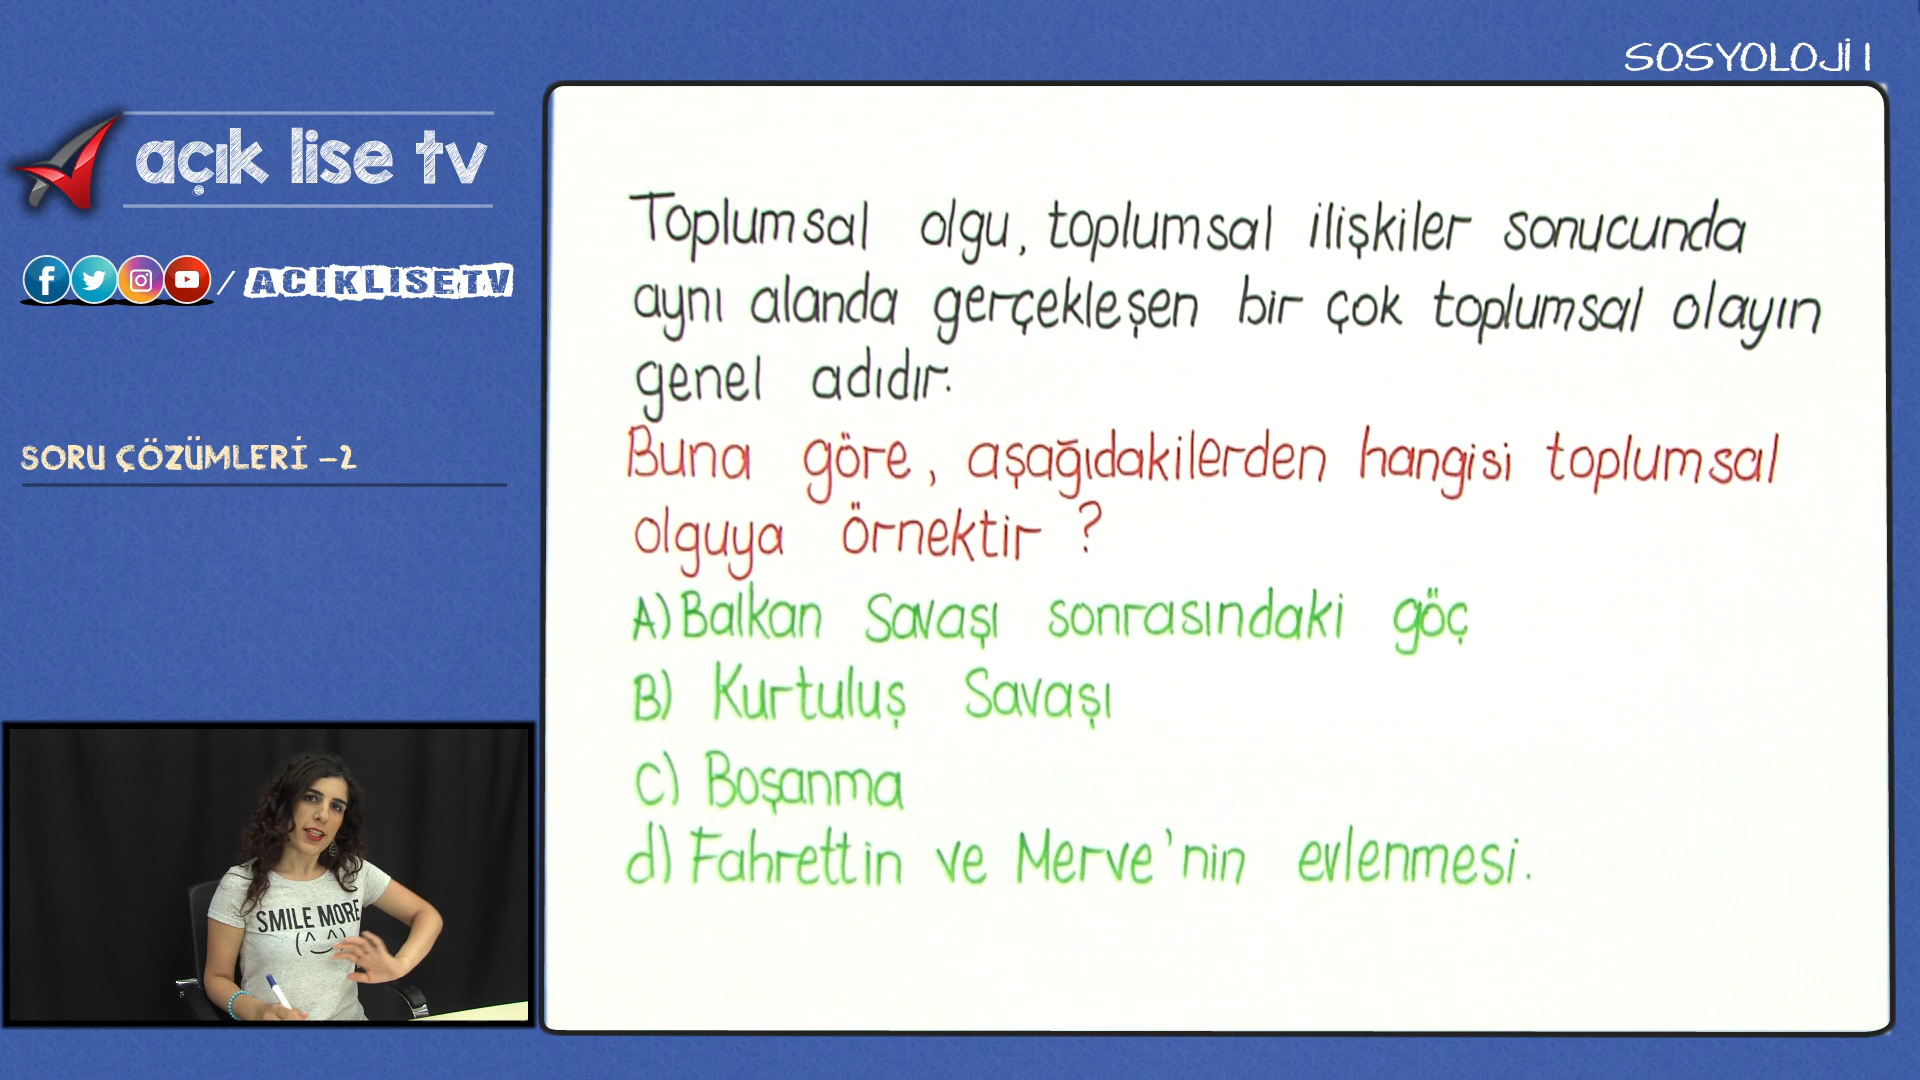 SOSYOLOJİ 1
açık lise tv
/ ACIKLISETV
SORU ÇÖZÜMLERİ -2
Toplumsal olgu, toplumsal ilişkiler sonucunda
aynı alanda gerçekleşen bir çok toplumsal olayın
genel adıdır.
Buna göre, aşağıdakilerden hangisi toplumsal
olguya örnektir ?
A) Balkan Savaşı sonrasındaki göç
B) Kurtuluş Savaşı
C) Boşanma
d) Fahrettin ve Merve'nin evlenmesi.
SMILE MORE
(^‿^)